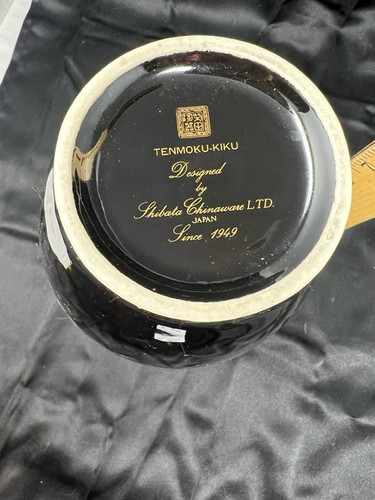 TENMOKU-KIKU
Designed
by
Shibata Chinaware LTD.
JAPAN
Since 1949